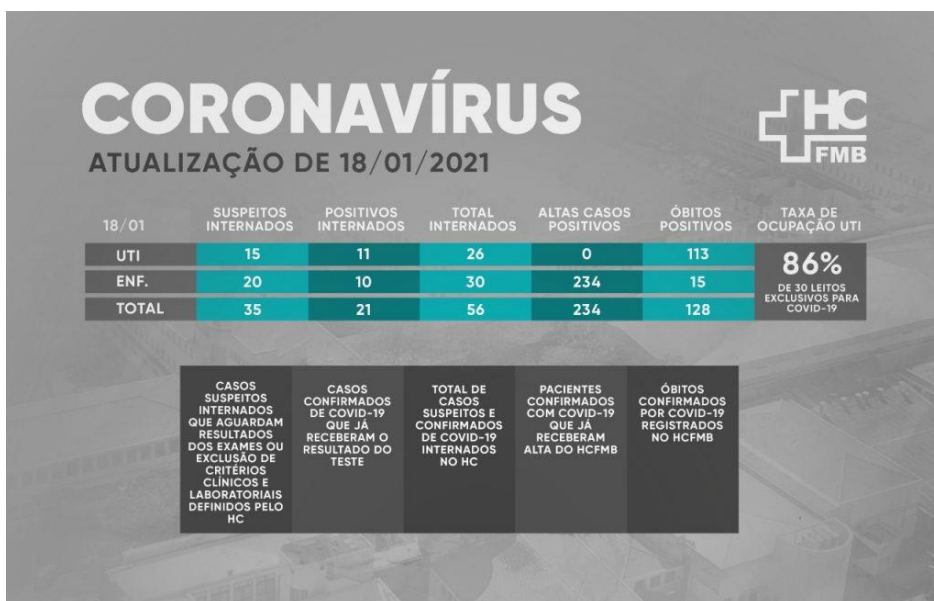 CORONAVÍRUS
ATUALIZAÇÃO DE 18/01/2021
HC
FMB
18/01
SUSPEITOS
INTERNADOS
POSITIVOS
INTERNADOS
TOTAL
INTERNADOS
ALTAS CASOS
POSITIVOS
ÓBITOS
POSITIVOS
TAXA DE
OCUPAÇÃO UTI
UTI 15 11 26 0 113
ENF. 20 10 30 234 15
TOTAL 35 21 56 234 128
86%
DE 30 LEITOS
EXCLUSIVOS PARA
COVID-19
CASOS
SUSPEITOS
INTERNADOS
QUE AGUARDAM
RESULTADOS
DOS EXAMES OU
EXCLUSÃO DE
CRITÉRIOS
CLÍNICOS E
LABORATORIAIS
DEFINIDOS PELO
HC
CASOS
CONFIRMADOS
DE COVID-19
QUE JÁ
RECEBERAM O
RESULTADO DO
TESTE
TOTAL DE
CASOS
SUSPEITOS E
CONFIRMADOS
DE COVID-19
INTERNADOS
NO HC
PACIENTES
CONFIRMADOS
COM COVID-19
QUE JÁ
RECEBERAM
ALTA DO HCFMB
ÓBITOS
CONFIRMADOS
POR COVID-19
REGISTRADOS
NO HCFMB